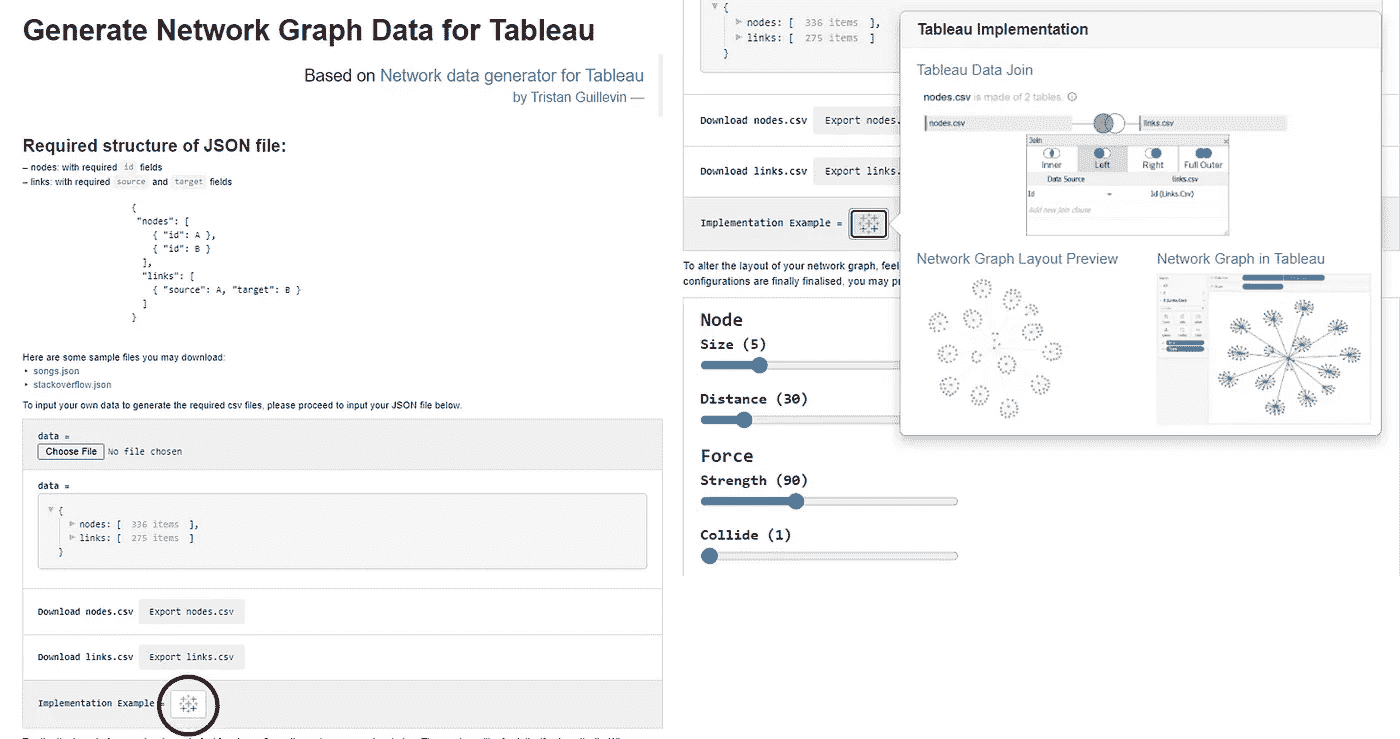 Generate Network Graph Data for Tableau
Based on Network data generator for Tableau
by Tristan Guillevin —
Required structure of JSON file:
– nodes: with required id fields
– links: with required source and target fields
{
"nodes": [
{ "id": A },
{ "id": B }
],
"links": [
{ "source": A, "target": B }
]
}
Here are some sample files you may download:
‣ songs.json
‣ stackoverflow.json
To input your own data to generate the required csv files, please proceed to input your JSON file below.
data =
Choose File No file chosen
data =
{
nodes: [ 336 items ],
links: [ 275 items ]
}
Download nodes.csv Export nodes.csv
Download links.csv Export links.csv
Implementation Example =
{
nodes: [ 336 items ],
links: [ 275 items ]
}
Download nodes.csv Export nodes.
Download links.csv Export links.
Implementation Example =
To alter the layout of your network graph, feel
configurations are finally finalised, you may p
Node
Size (5)
Distance (30)
Force
Strength (90)
Collide (1)
Tableau Implementation
Tableau Data Join
nodes.csv is made of 2 tables.
nodes.csv links.csv
Join
Inner Left Right Full Outer
Data Source links.csv
Id = Id (Links.Csv)
Add new join clause
Network Graph Layout Preview
Network Graph in Tableau